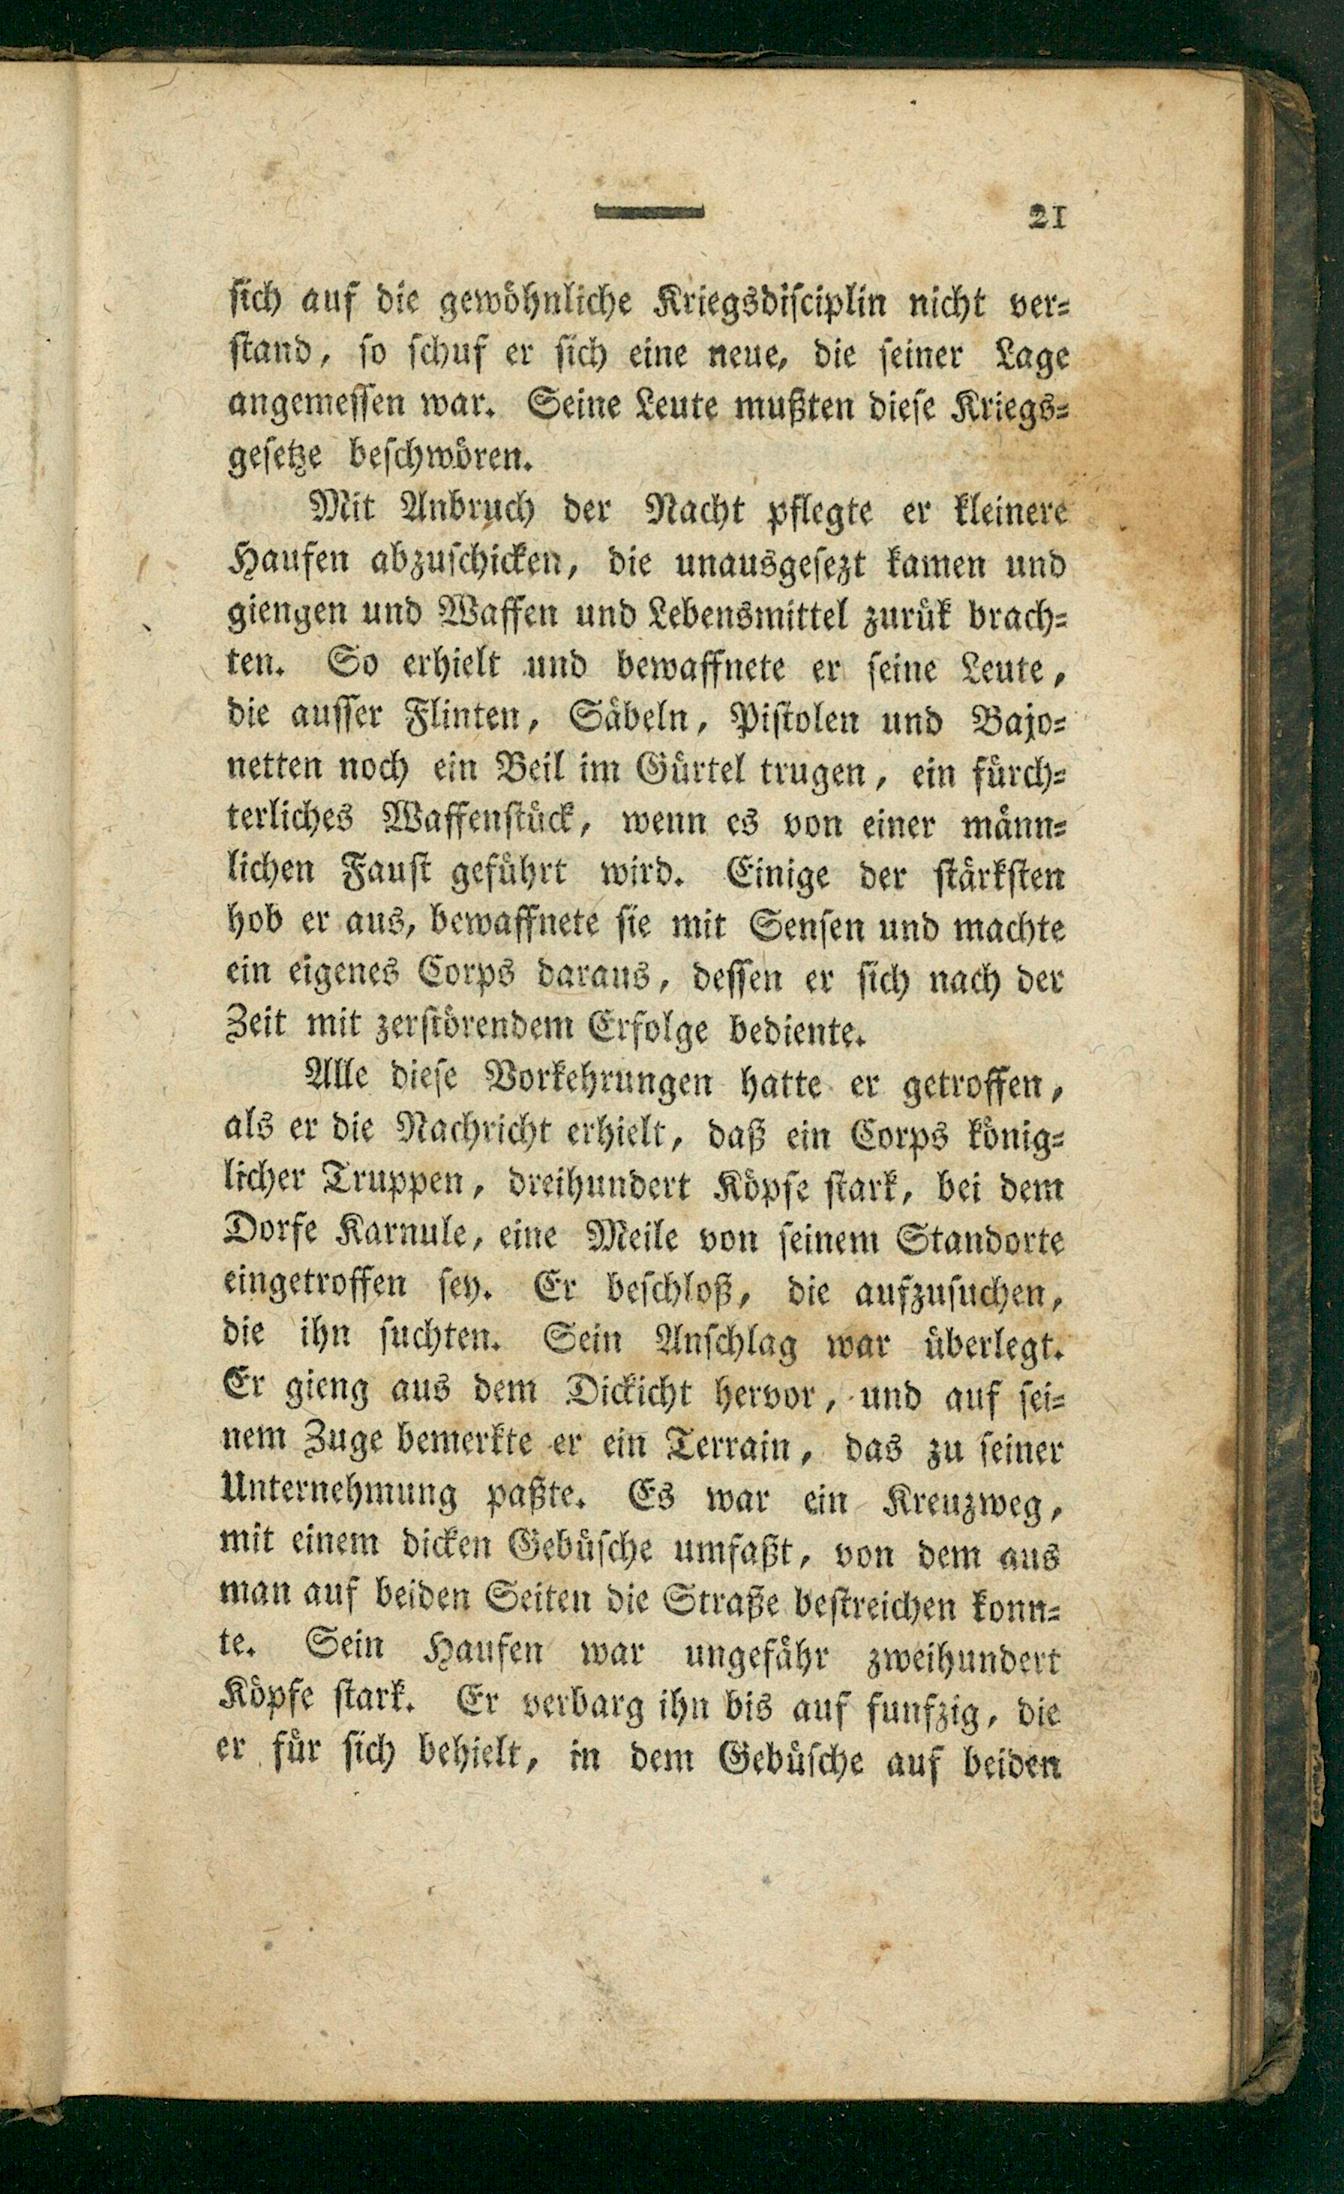 21
sich auf die gewöhnliche Kriegsdisciplin nicht ver-
stand, so schuf er sich eine neue, die seiner Lage
angemessen war. Seine Leute mußten diese Kriegs-
gesetze beschwören.
Mit Anbruch der Nacht pflegte er kleinere
Haufen abzuschicken, die unausgesezt kamen und
giengen und Waffen und Lebensmittel zurük brach-
ten. So erhielt und bewaffnete er seine Leute,
die ausser Flinten, Säbeln, Pistolen und Bajo-
netten noch ein Beil im Gürtel trugen, ein fürch-
terliches Waffenstück, wenn es von einer männ-
lichen Faust geführt wird. Einige der stärksten
hob er aus, bewaffnete sie mit Sensen und machte
ein eigenes Corps daraus, dessen er sich nach der
Zeit mit zerstörendem Erfolge bediente.
Alle diese Vorkehrungen hatte er getroffen,
als er die Nachricht erhielt, daß ein Corps könig-
licher Truppen, dreihundert Köpfe stark, bei dem
Dorfe Karnule, eine Meile von seinem Standorte
eingetroffen sey. Er beschloß, die aufzusuchen,
die ihn suchten. Sein Anschlag war überlegt.
Er gieng aus dem Dickicht hervor, und auf sei-
nem Zuge bemerkte er ein Terrain, das zu seiner
Unternehmung paßte. Es war ein Kreuzweg,
mit einem dicken Gebüsche umfaßt, von dem aus
man auf beiden Seiten die Straße bestreichen konn-
te. Sein Haufen war ungefähr zweihundert
Köpfe stark. Er verbarg ihn bis auf funfzig, die
er für sich behielt, in dem Gebüsche auf beiden